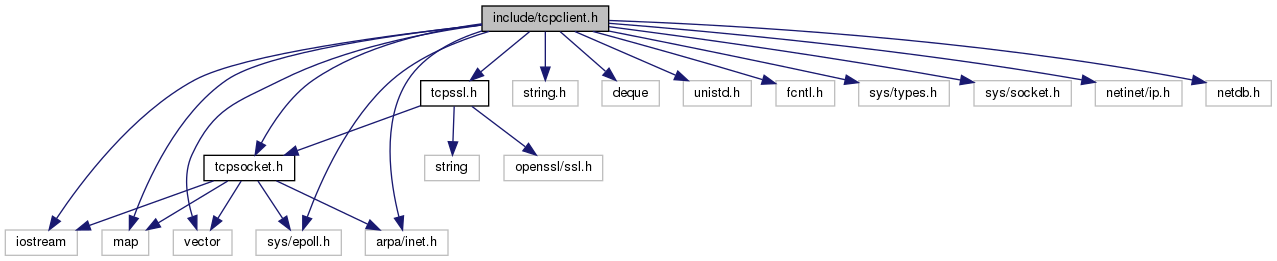 include/tcpclient.h
tcpssl.h
string.h
deque
unistd.h
fcntl.h
sys/types.h
sys/socket.h
netinet/ip.h
netdb.h
tcpsocket.h
string
openssl/ssl.h
iostream
map
vector
sys/epoll.h
arpa/inet.h